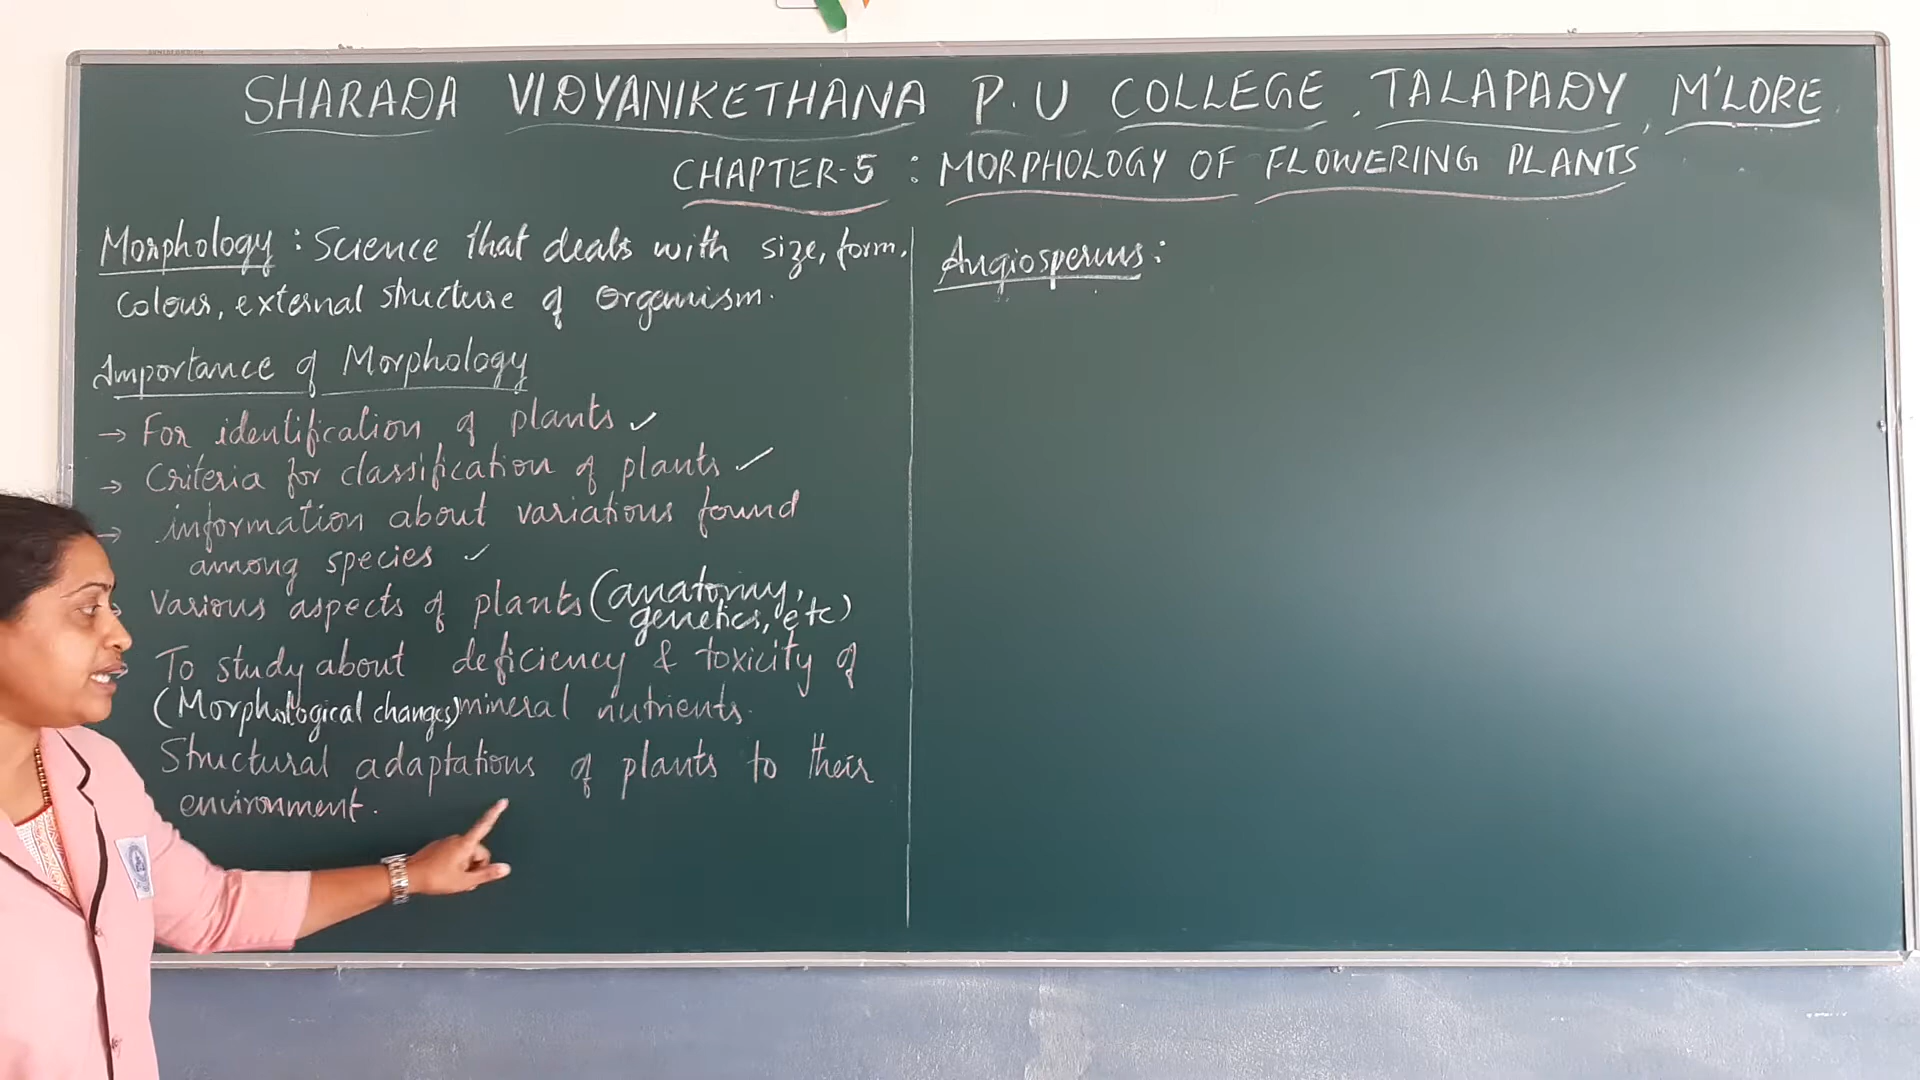 SHARADA VIDYANIKETHANA P.U COLLEGE, TALAPADY, M'LORE
CHAPTER-5 : MORPHOLOGY OF FLOWERING PLANTS
Morphology : Science that deals with size, form,
colour, external structure of organism.
Importance of Morphology
→ For identification of plants ✓
→ Criteria for classification of plants ✓
→ information about variations found
among species ✓
Various aspects of plants (anatomy,
genetics, etc)
To study about deficiency & toxicity of
(Morphological changes) mineral nutrients.
Structural adaptations of plants to their
environment.
Angiosperms :